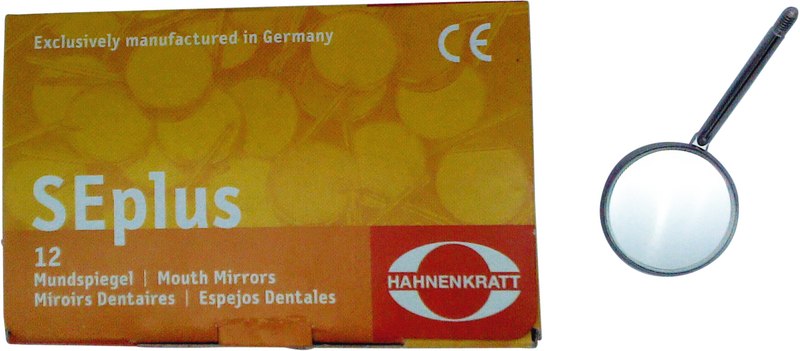 Exclusively manufactured in Germany
CE
SEplus
12
Mundspiegel | Mouth Mirrors
Miroirs Dentaires | Espejos Dentales
HAHNENKRATT